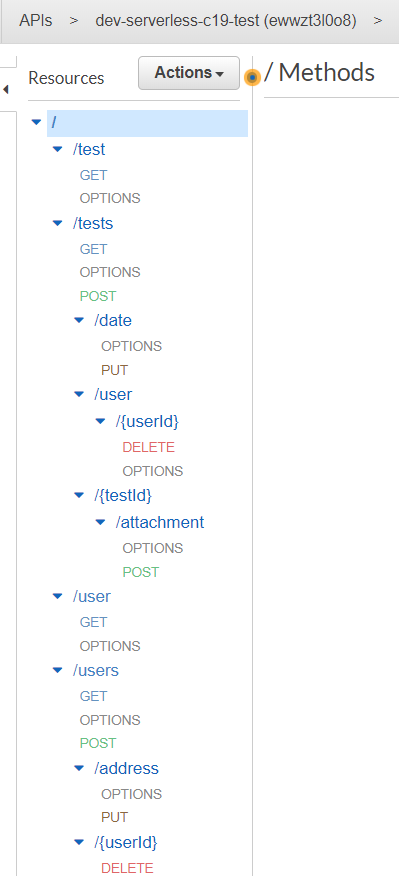 APIs > dev-serverless-c19-test (ewwzt3l0o8) >
Resources Actions / Methods
/
/test
GET
OPTIONS
/tests
GET
OPTIONS
POST
/date
OPTIONS
PUT
/user
/{userId}
DELETE
OPTIONS
/{testId}
/attachment
OPTIONS
POST
/user
GET
OPTIONS
/users
GET
OPTIONS
POST
/address
OPTIONS
PUT
/{userId}
DELETE